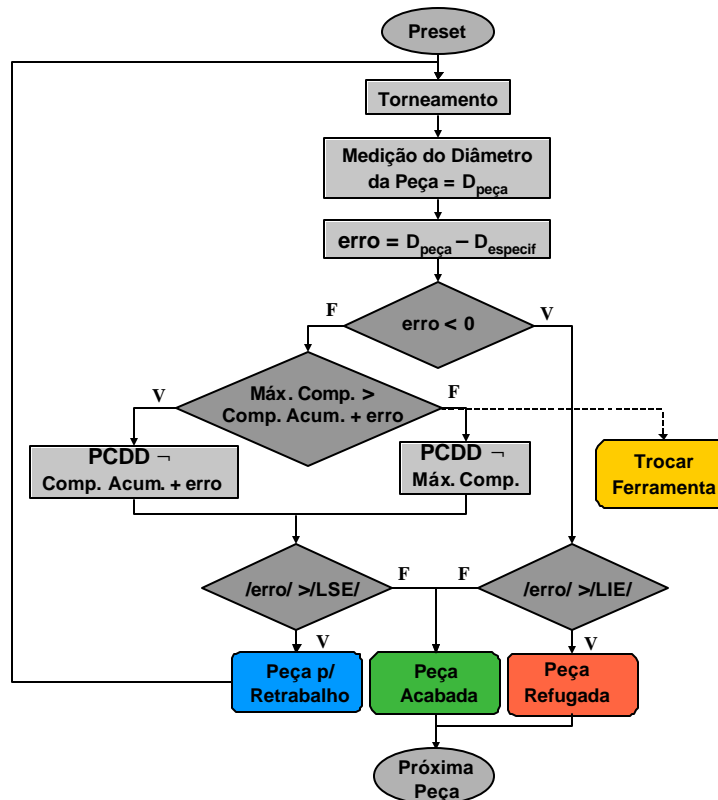 Preset
Torneamento
Medição do Diâmetro
da Peça = Dpeça
erro = Dpeça – Despecif
F
V
erro < 0
V
Máx. Comp. >
Comp. Acum. + erro
F
PCDD ¬
Comp. Acum. + erro
PCDD ¬
Máx. Comp.
Trocar
Ferramenta
/erro/ >/LSE/
F
F
/erro/ >/LIE/
V
V
Peça p/
Retrabalho
Peça
Acabada
Peça
Refugada
Próxima
Peça